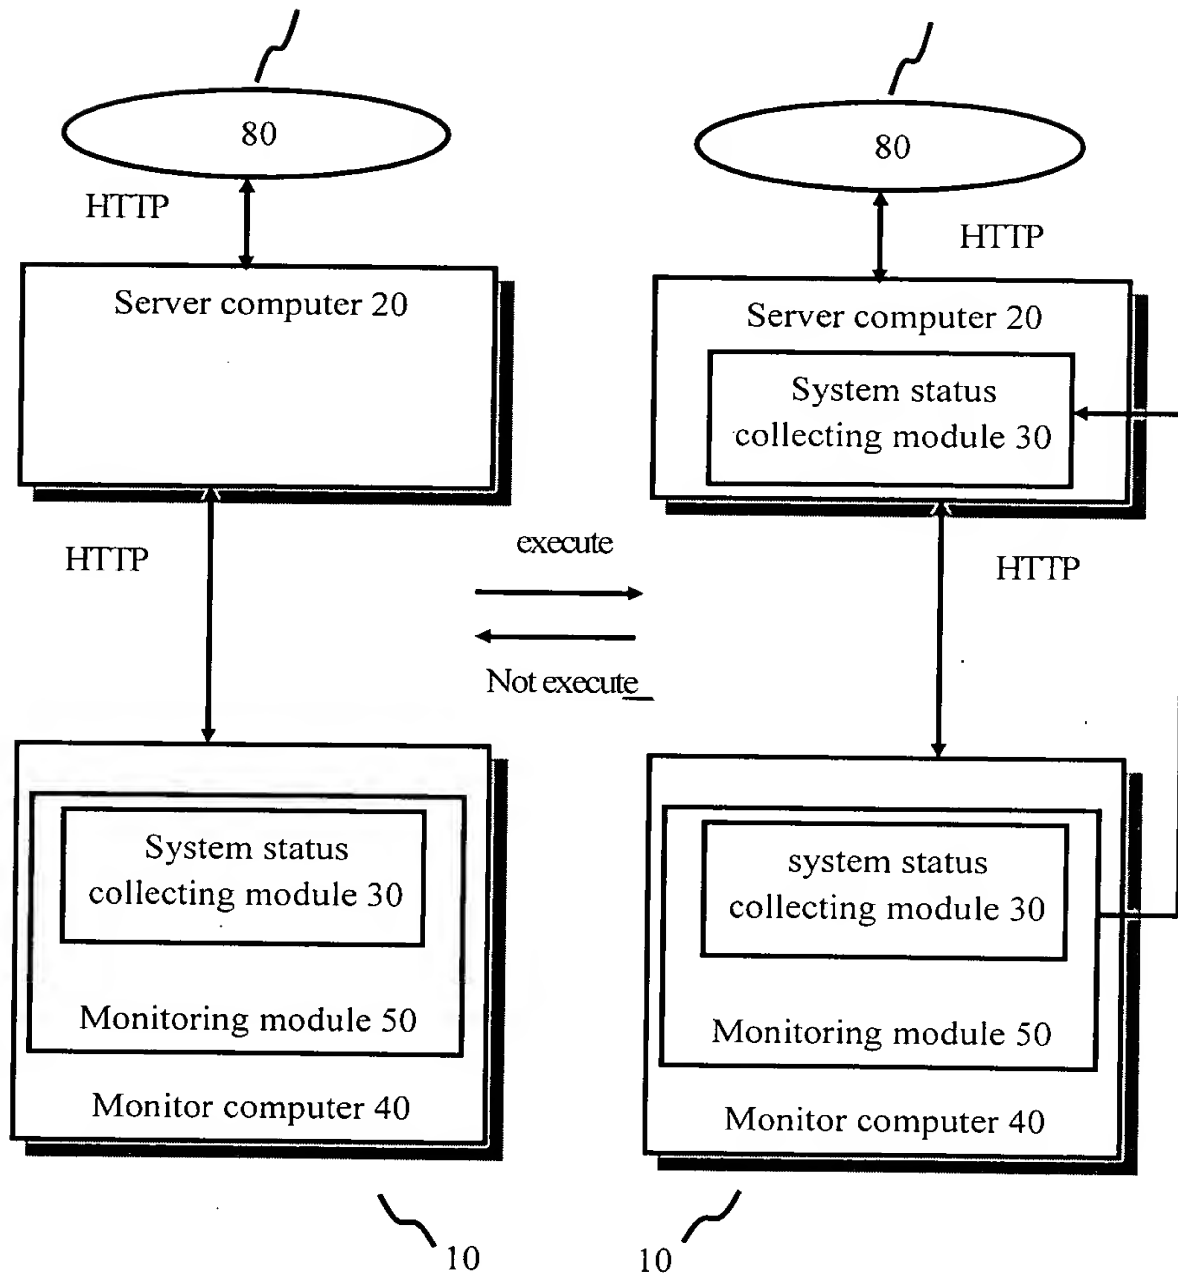 80
HTTP
Server computer 20
HTTP
System status
collecting module 30
Monitoring module 50
Monitor computer 40
10
execute
Not execute
80
HTTP
Server computer 20
System status
collecting module 30
HTTP
system status
collecting module 30
Monitoring module 50
Monitor computer 40
10